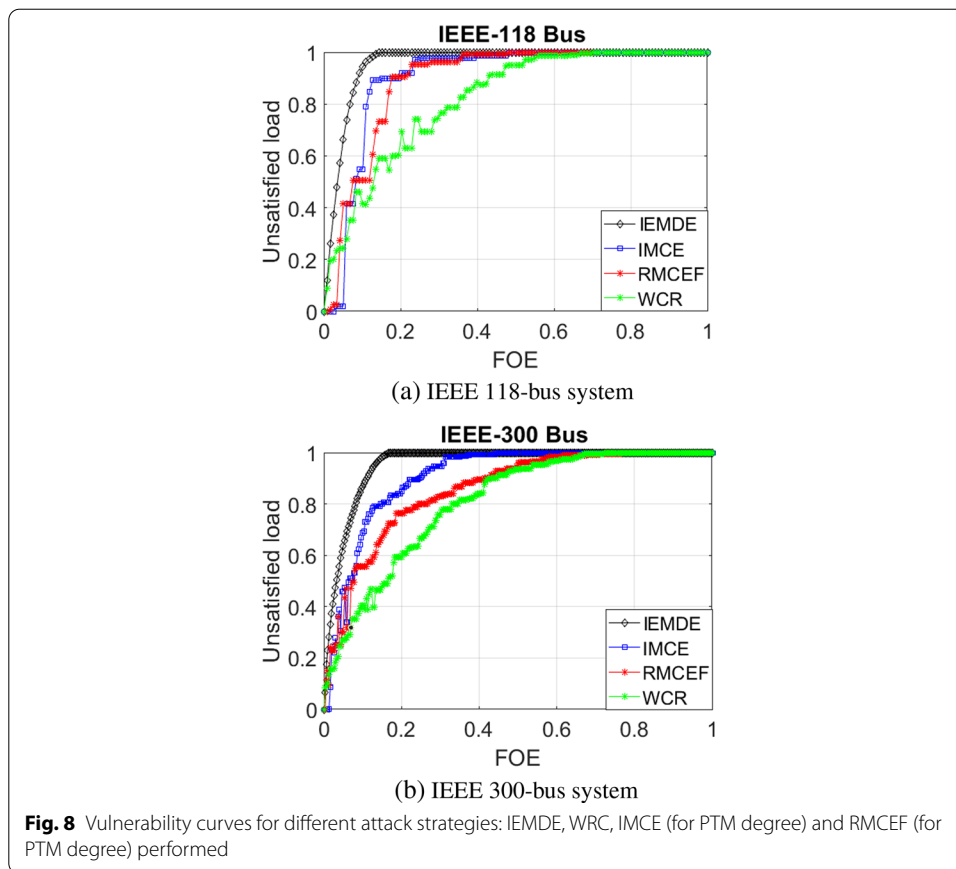 IEEE-118 Bus
Unsatisfied load
1
0.8
0.6
0.4
0.2
0
IEMDE
IMCE
RMCEF
WCR
0 0.2 0.4 0.6 0.8 1
FOE
(a) IEEE 118-bus system
IEEE-300 Bus
Unsatisfied load
1
0.8
0.6
0.4
0.2
0
IEMDE
IMCE
RMCEF
WCR
0 0.2 0.4 0.6 0.8 1
FOE
(b) IEEE 300-bus system
Fig. 8 Vulnerability curves for different attack strategies: IEMDE, WRC, IMCE (for PTM degree) and RMCEF (for
PTM degree) performed